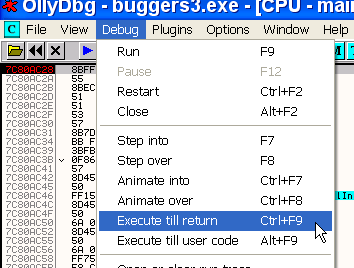 OllyDbg - buggers3.exe - [CPU - mai
C File View Debug Plugins Options Window Help
Run F9
Pause F12
Restart Ctrl+F2
Close Alt+F2
Step into F7
Step over F8
Animate into Ctrl+F7
Animate over Ctrl+F8
Execute till return Ctrl+F9
Execute till user code Alt+F9
7C80AC28 8BFF
7C80AC2A 55
7C80AC2B 8BEC
7C80AC2D 51
7C80AC2E 51
7C80AC2F 53
7C80AC30 57
7C80AC31 8B7D
7C80AC34 BB F
7C80AC39 3BFB
7C80AC3B 0F86
7C80AC41 57
7C80AC42 8D45
7C80AC45 50
7C80AC46 FF15
7C80AC4C 8D45
7C80AC4F 50
7C80AC50 6A 0
7C80AC52 8D45
7C80AC55 50
7C80AC56 6A 0
7C80AC58 FF75